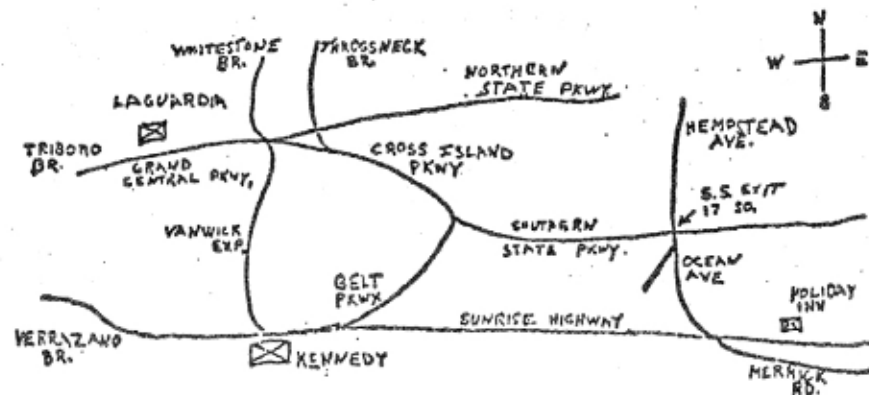 WHITESTONE
BR.
THROSSNECK
BR.
NORTHERN
STATE PKWY.
N
W
E
S
LAGUARDIA
HEMPSTEAD
AVE.
TRIBORO
BR.
GRAND
CENTRAL PKWY,
CROSS ISLAND
PKWY.
S.S. EXIT
17 SO.
VANWICK
EXP.
SOUTHERN
STATE PKWY.
OCEAN
AVE
BELT
PKWY
HOLIDAY
INN
SUNRISE HIGHWAY
VERRAZANO
BR.
KENNEDY
MERRICK
RD.